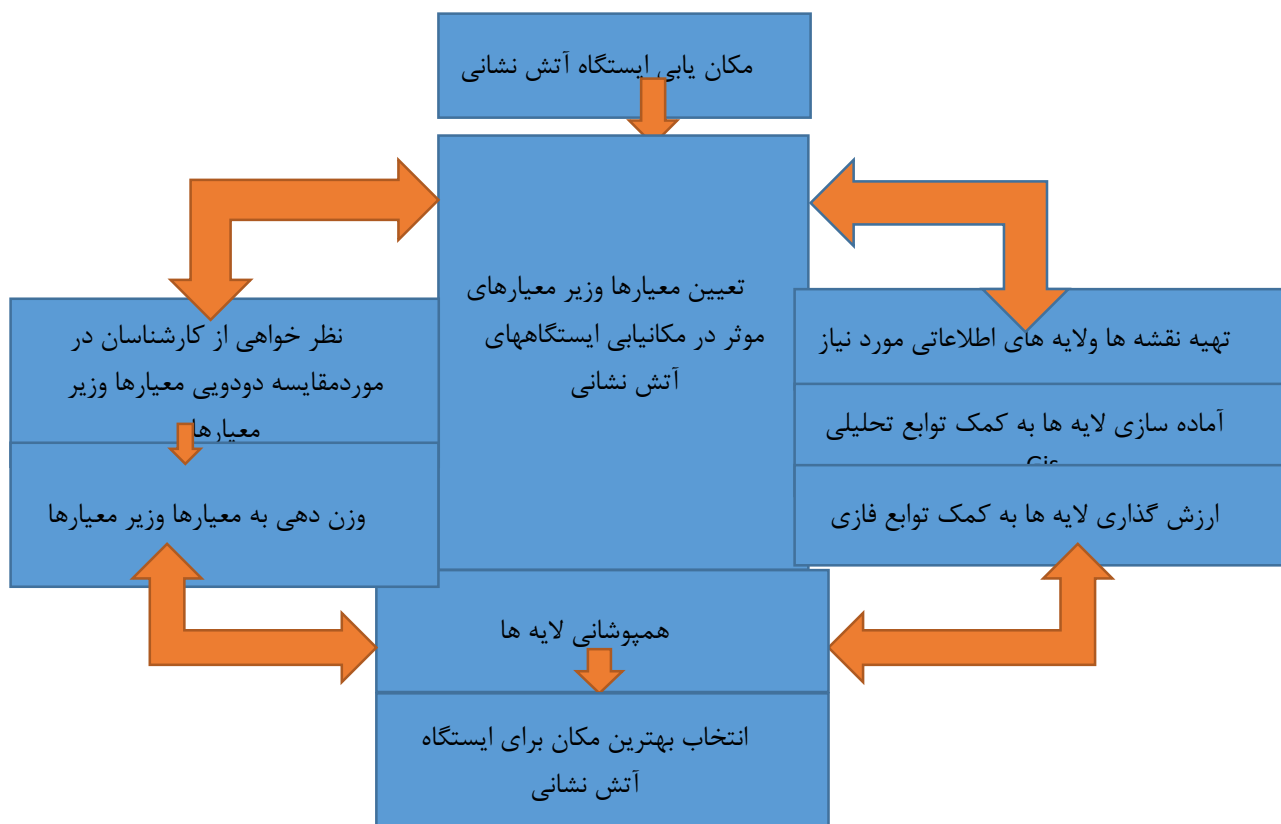 مکان یابی ایستگاه آتش نشانی
تعیین معیارها وزیر معیارهای
موثر در مکانیابی ایستگاههای
آتش نشانی
تهیه نقشه ها ولایه های اطلاعاتی مورد نیاز
آماده سازی لایه ها به کمک توابع تحلیلی
Gis
ارزش گذاری لایه ها به کمک توابع فازی
نظر خواهی از کارشناسان در
موردمقایسه دودویی معیارها وزیر
معیارها
وزن دهی به معیارها وزیر معیارها
همپوشانی لایه ها
انتخاب بهترین مکان برای ایستگاه
آتش نشانی